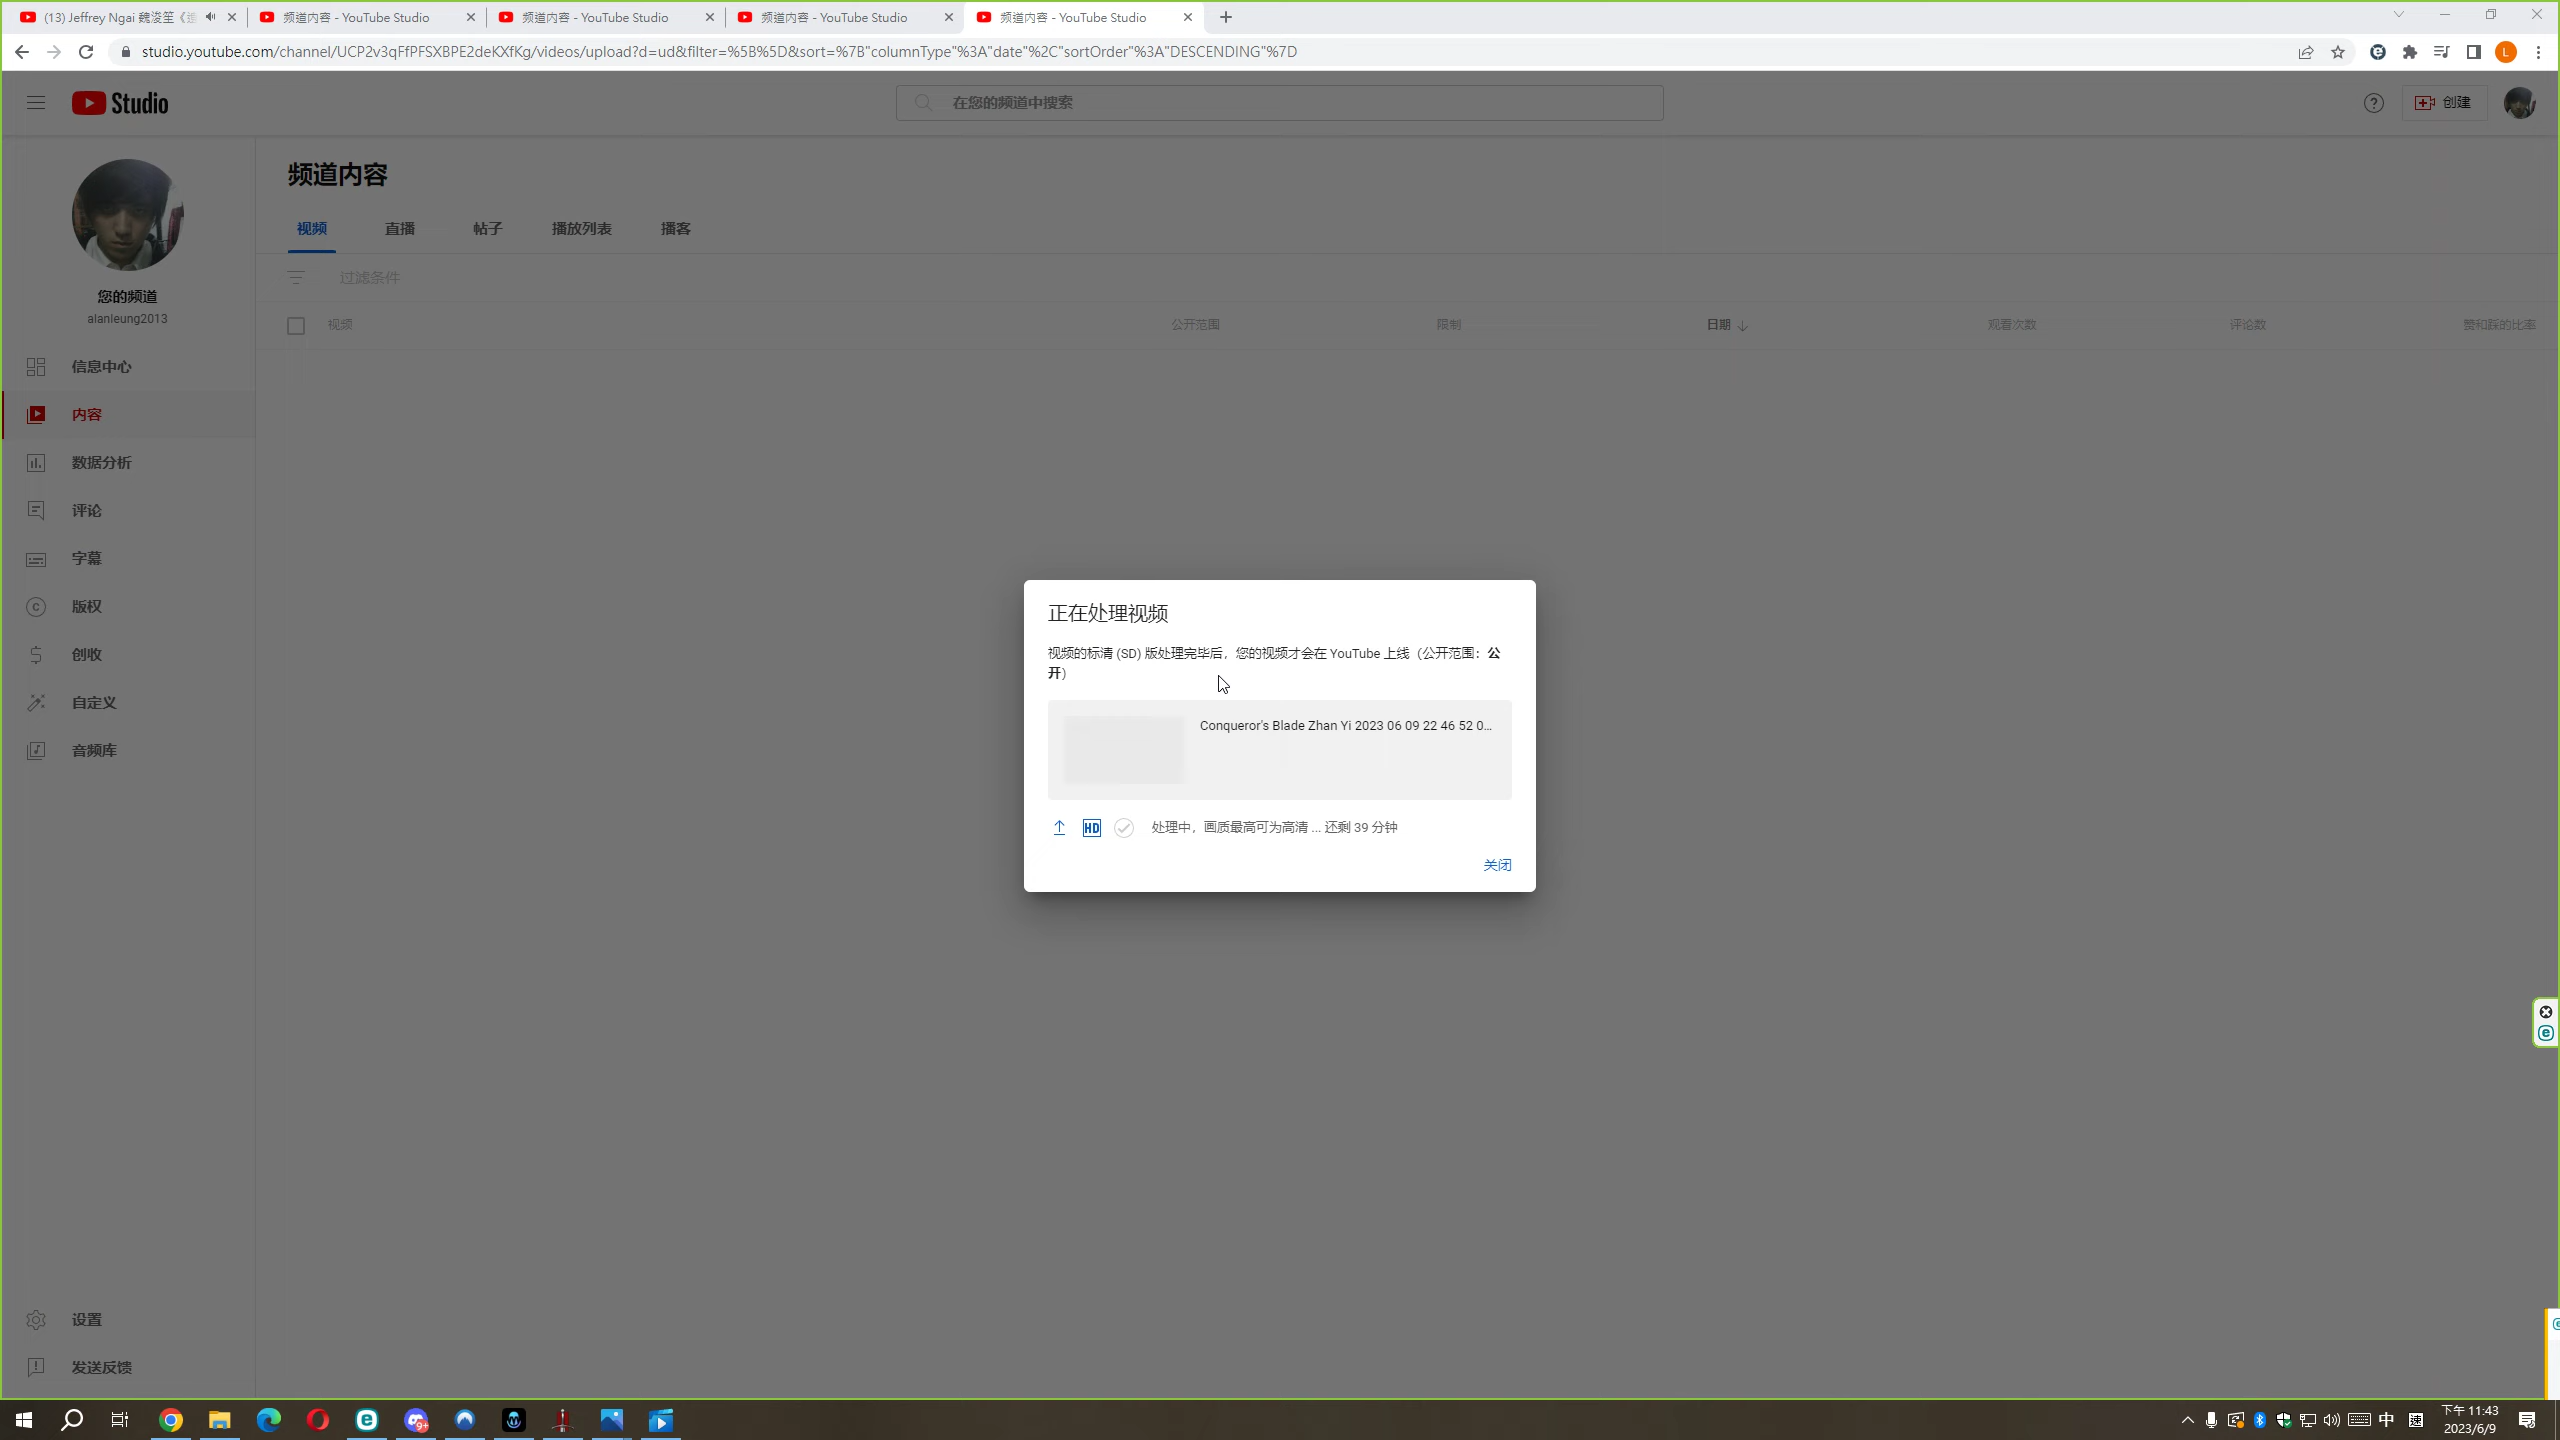 (13) Jeffrey Ngai 魏浚笙《
频道内容 - YouTube Studio
频道内容 - YouTube Studio
频道内容 - YouTube Studio
频道内容 - YouTube Studio
studio.youtube.com/channel/UCP2v3qFfPFSXBPE2deKXfKg/videos/upload?d=ud&filter=%5B%5D&sort=%7B"columnType"%3A"date"%2C"sortOrder"%3A"DESCENDING"%7D
L
Studio
在您的频道中搜索
创建
频道内容
视频 直播 帖子 播放列表 播客
过滤条件
视频 公开范围 限制 日期 观看次数 评论数 赞和踩的比率
您的频道
alanleung2013
信息中心
内容
数据分析
评论
字幕
版权
创收
自定义
音频库
设置
发送反馈
正在处理视频
视频的标清 (SD) 版处理完毕后，您的视频才会在 YouTube 上线（公开范围：公
开）
Conqueror's Blade Zhan Yi 2023 06 09 22 46 52 0...
HD 处理中，画质最高可为高清 ... 还剩 39 分钟
关闭
9+
中
速
下午 11:43
2023/6/9